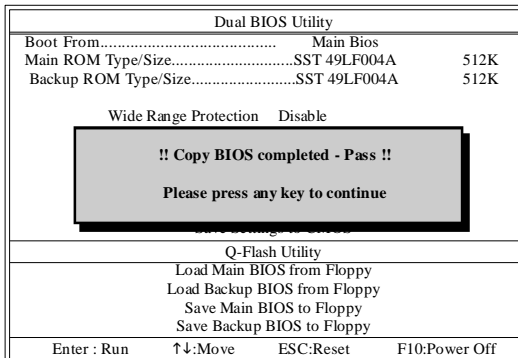 Dual BIOS Utility
Boot From.......................................... Main Bios
Main ROM Type/Size.............................SST 49LF004A 512K
Backup ROM Type/Size.........................SST 49LF004A 512K
Wide Range Protection Disable
!! Copy BIOS completed - Pass !!
Please press any key to continue
Q-Flash Utility
Load Main BIOS from Floppy
Load Backup BIOS from Floppy
Save Main BIOS to Floppy
Save Backup BIOS to Floppy
Enter : Run ↑↓:Move ESC:Reset F10:Power Off